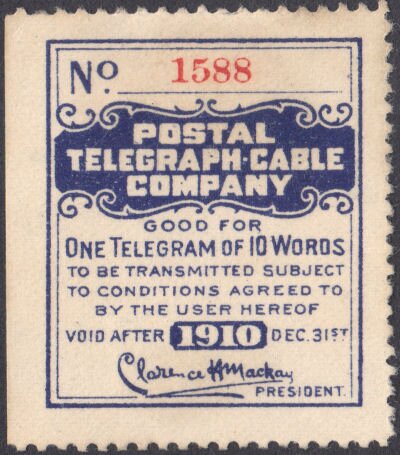 No. 1588
POSTAL
TELEGRAPH-CABLE
COMPANY
GOOD FOR
ONE TELEGRAM OF 10 WORDS
TO BE TRANSMITTED SUBJECT
TO CONDITIONS AGREED TO
BY THE USER HEREOF
VOID AFTER 1910 DEC. 31ST
Clarence H Mackay
PRESIDENT.